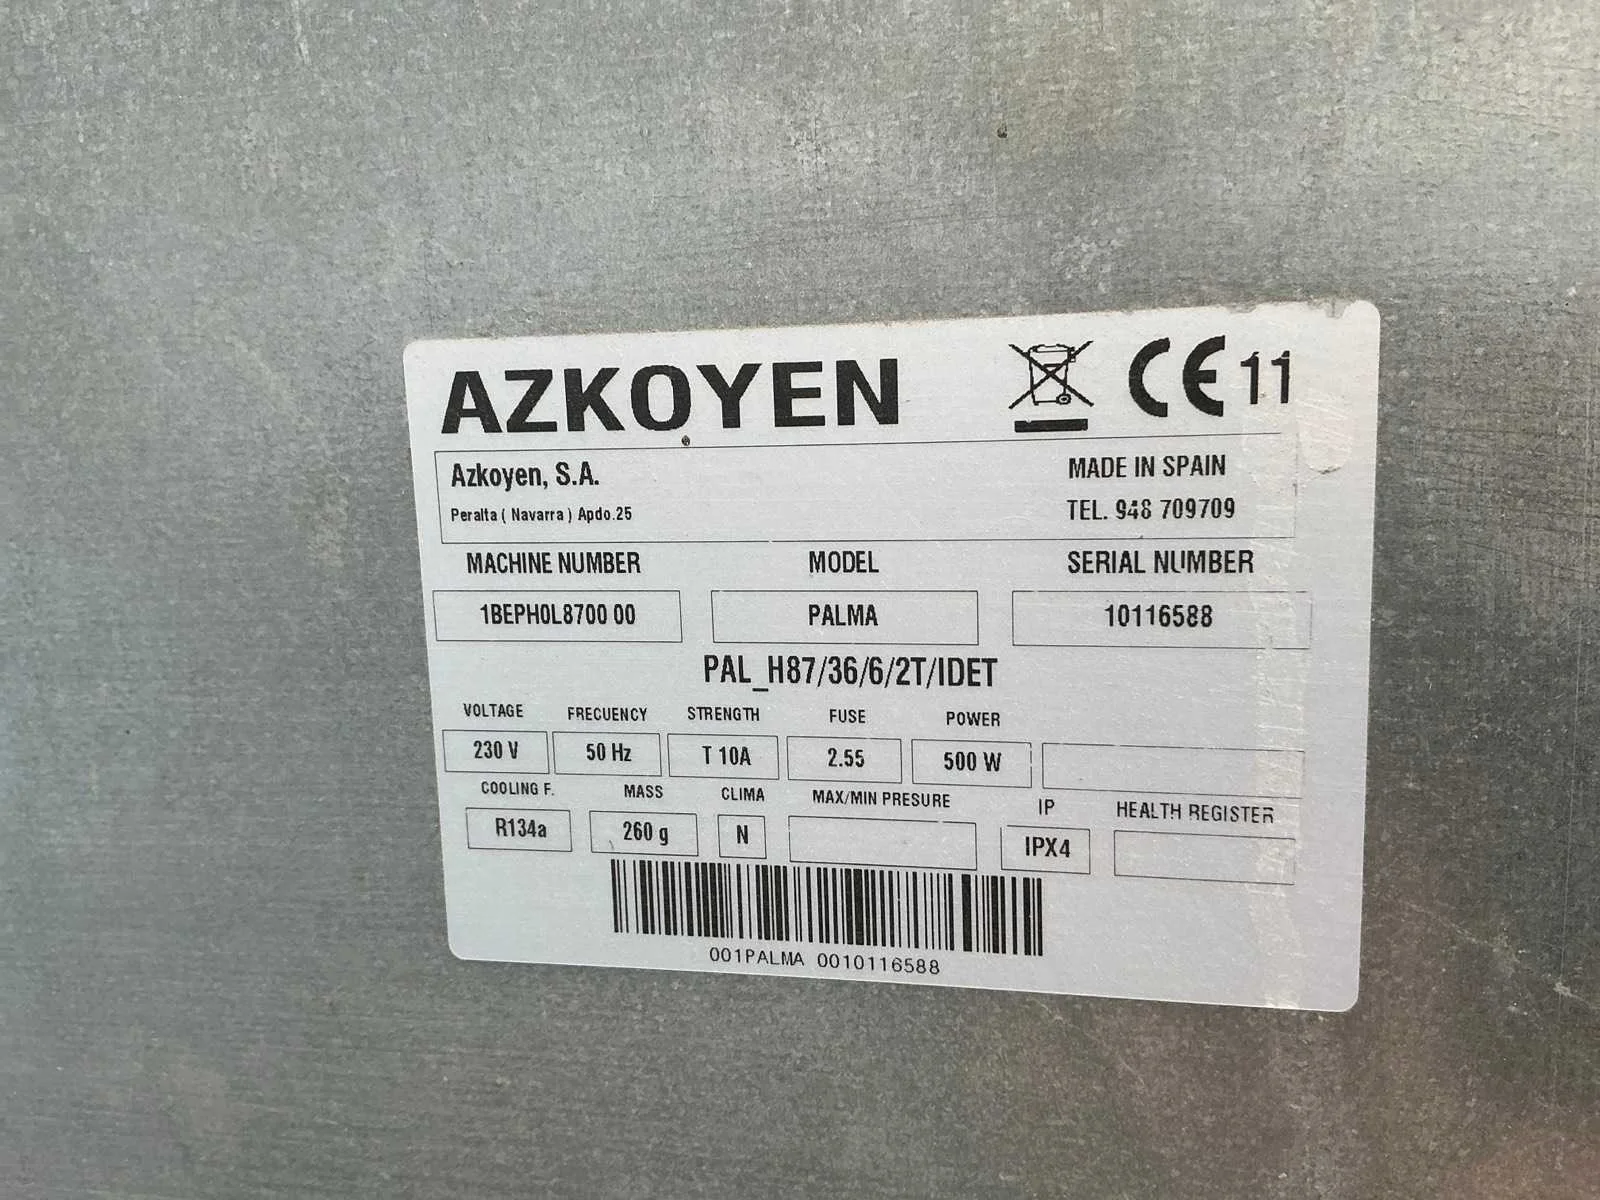 AZKOYEN CE 11
Azkoyen, S.A. MADE IN SPAIN
Peralta ( Navarra ) Apdo.25 TEL. 948 709709
MACHINE NUMBER MODEL SERIAL NUMBER
1BEPH0L8700 00 PALMA 10116588
PAL_H87/36/6/2T/IDET
VOLTAGE FRECUENCY STRENGTH FUSE POWER
230 V 50 Hz T 10A 2.55 500 W
COOLING F. MASS CLIMA MAX/MIN PRESURE IP HEALTH REGISTER
R134a 260 g N IPX4
001PALMA 0010116588